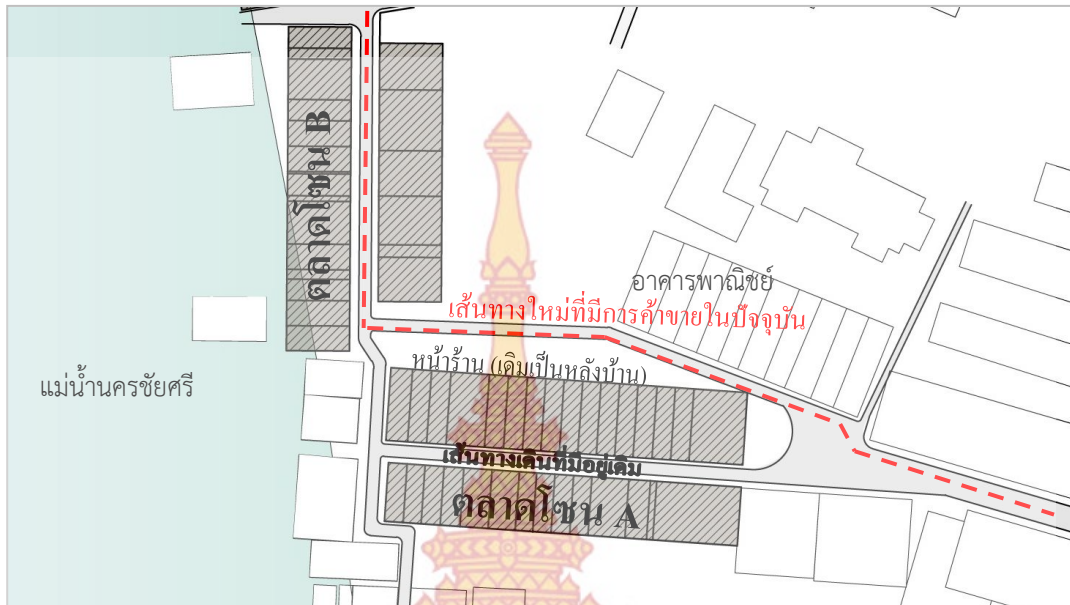 ตลาดโซน B
อาคารพาณิชย์
เส้นทางใหม่ที่มีการค้าขายในปัจจุบัน
หน้าร้าน (เดิมเป็นหลังบ้าน)
แม่น้ำนครชัยศรี
เส้นทางเดินที่มีอยู่เดิม
ตลาดโซน A